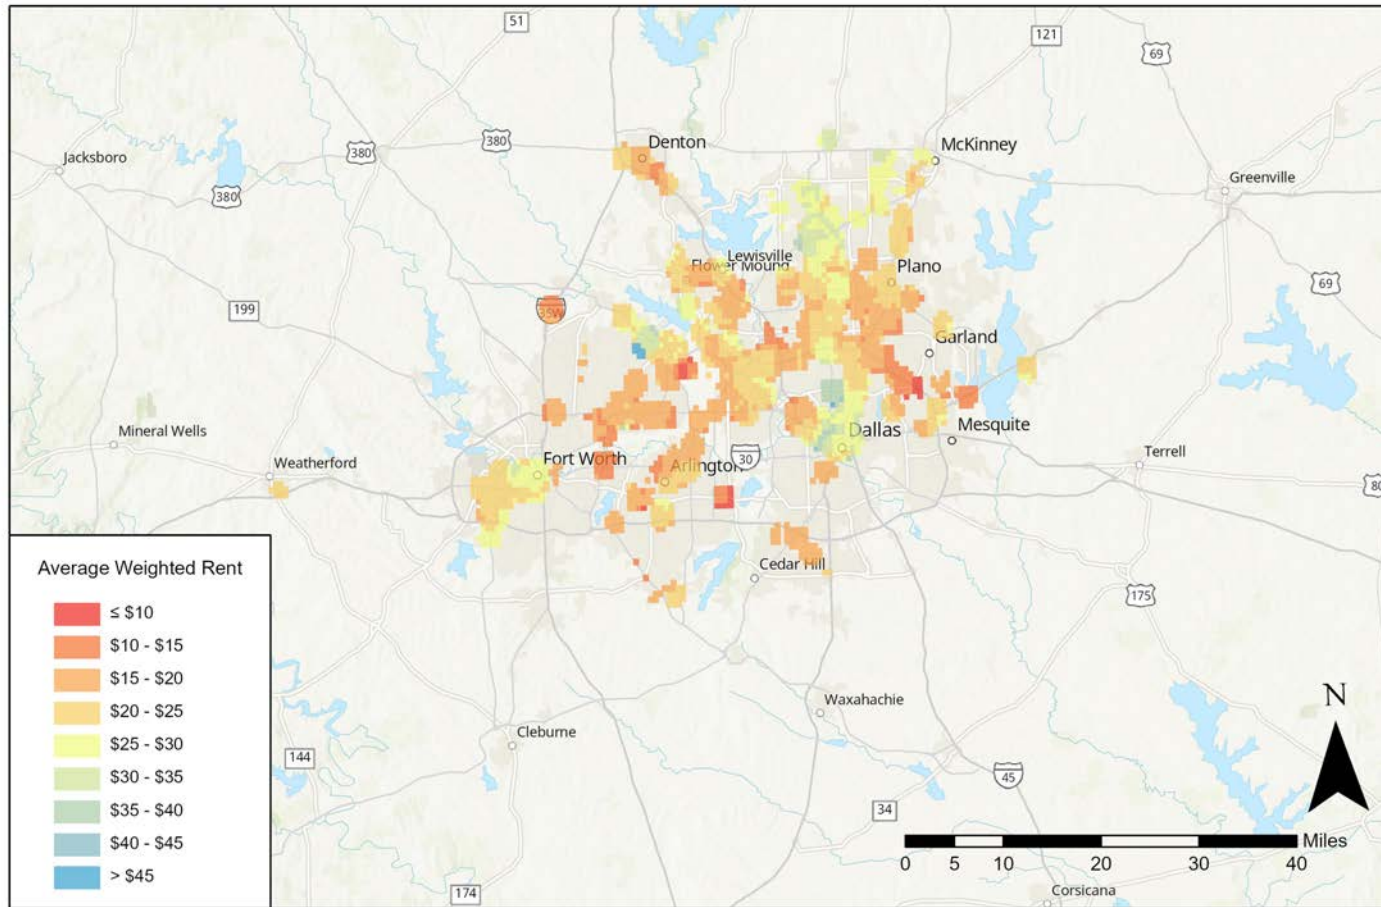 51
121
69
Denton
McKinney
380
380
Jacksboro
Greenville
380
Lewisville
Flower Mound
Plano
69
199
35W
Garland
Mineral Wells
Dallas
Mesquite
Weatherford
Fort Worth
Arlington
30
Terrell
80
Average Weighted Rent
Cedar Hill
175
≤ $10
$10 - $15
$15 - $20
$20 - $25
$25 - $30
$30 - $35
$35 - $40
$40 - $45
> $45
Waxahachie
N
Cleburne
144
45
34
Miles
0 5 10 20 30 40
174
Corsicana